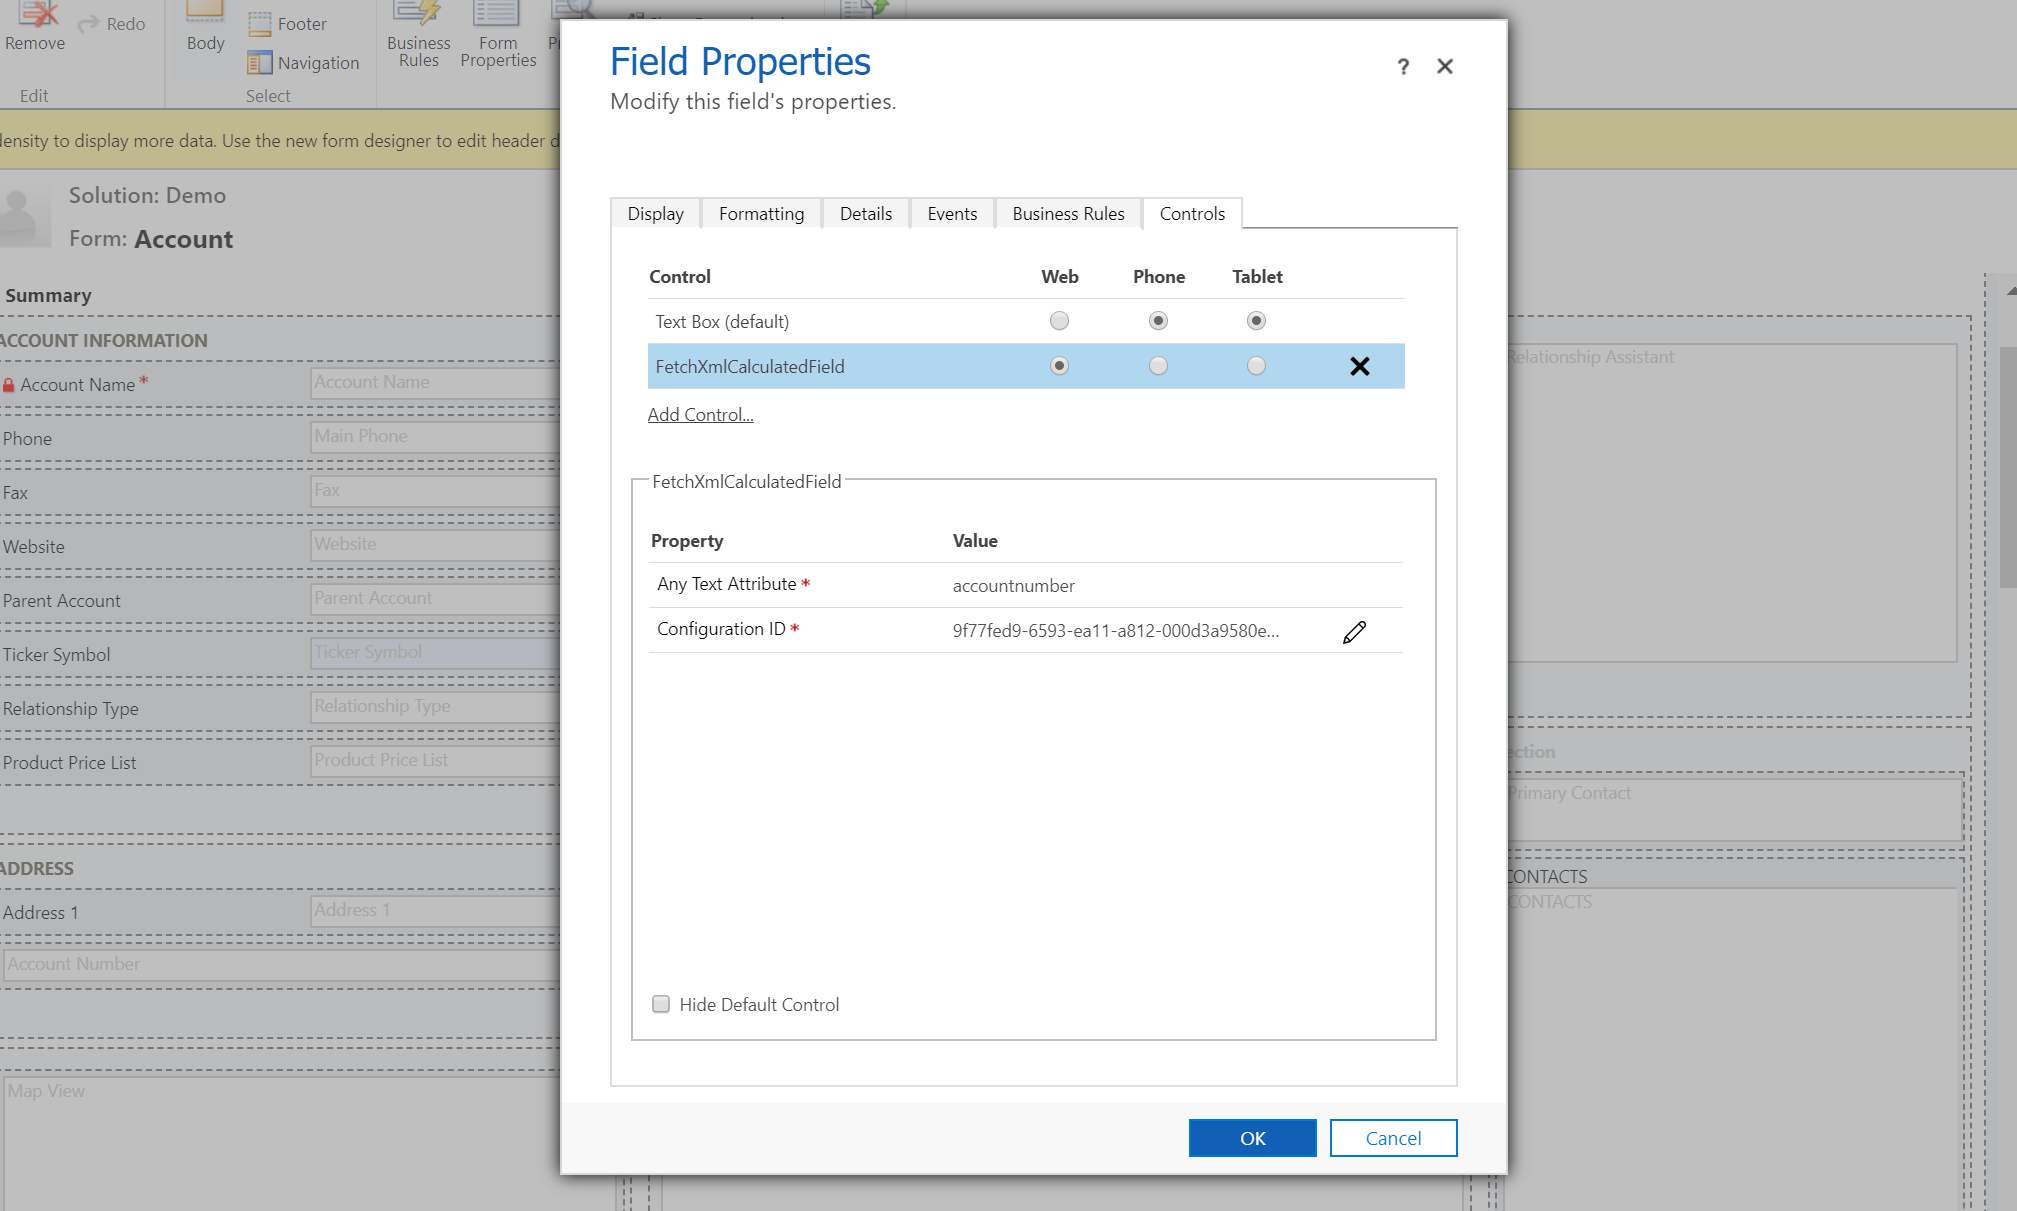 Remove
Redo
Edit
Body
Footer
Navigation
Select
Business Rules
Form Properties
density to display more data. Use the new form designer to edit header d
Solution: Demo
Form: Account
Summary
ACCOUNT INFORMATION
Account Name* Account Name
Phone Main Phone
Fax Fax
Website Website
Parent Account Parent Account
Ticker Symbol Ticker Symbol
Relationship Type Relationship Type
Product Price List Product Price List
ADDRESS
Address 1 Address 1
Account Number
Map View
Field Properties
? ×
Modify this field's properties.
Display Formatting Details Events Business Rules Controls
Control Web Phone Tablet
Text Box (default)
FetchXmlCalculatedField
Add Control...
FetchXmlCalculatedField
Property Value
Any Text Attribute * accountnumber
Configuration ID * 9f77fed9-6593-ea11-a812-000d3a9580e...
Hide Default Control
OK Cancel
Relationship Assistant
ection
Primary Contact
CONTACTS
CONTACTS